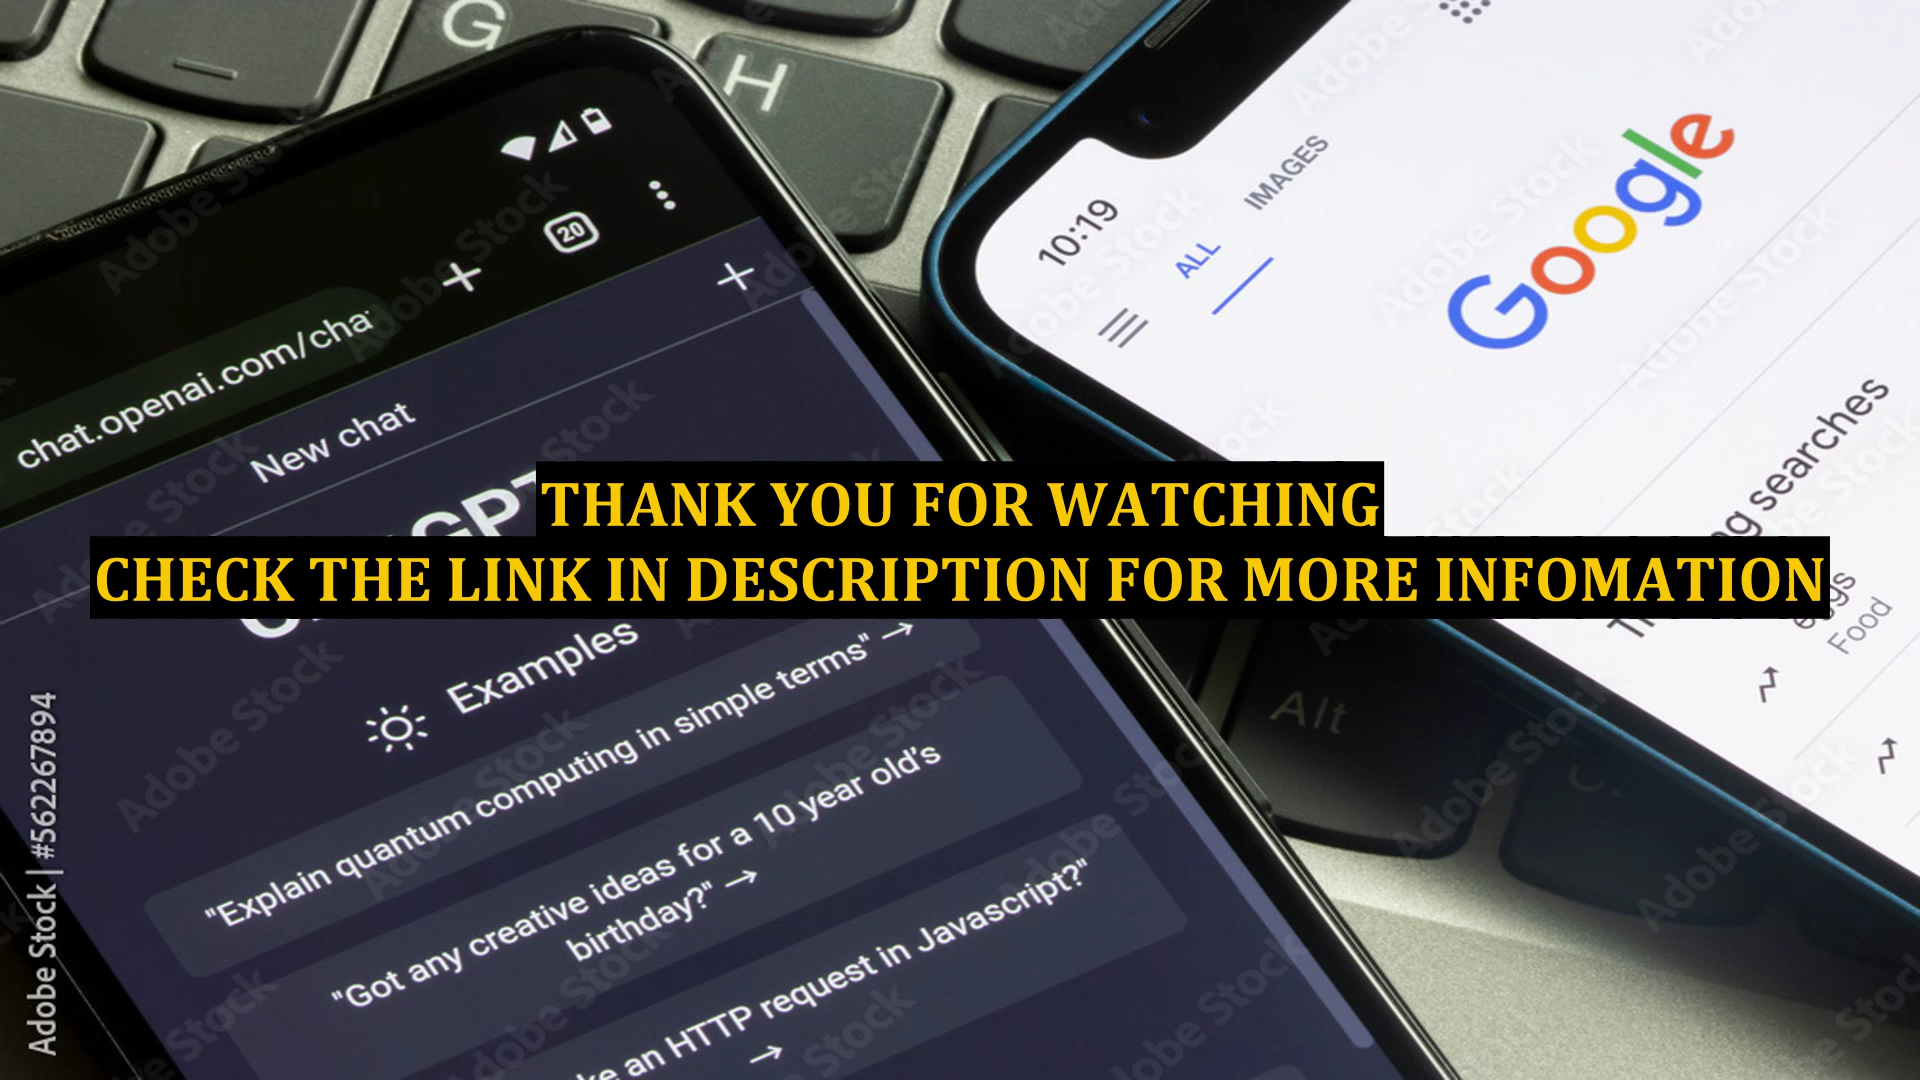 G
H
20
chat.openai.com/cha
New chat
THANK YOU FOR WATCHING
CHECK THE LINK IN DESCRIPTION FOR MORE INFOMATION
Examples
"Explain quantum computing in simple terms" →
"Got any creative ideas for a 10 year old's
birthday?" →
an HTTP request in Javascript?"
→
10:19
ALL
IMAGES
Google
searches
Food
Alt
Adobe Stock | #562267894
Adobe Stock